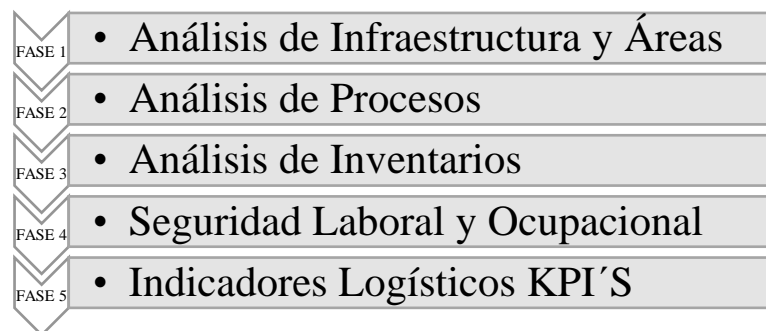 FASE 1 • Análisis de Infraestructura y Áreas
FASE 2 • Análisis de Procesos
FASE 3 • Análisis de Inventarios
FASE 4 • Seguridad Laboral y Ocupacional
FASE 5 • Indicadores Logísticos KPI´S